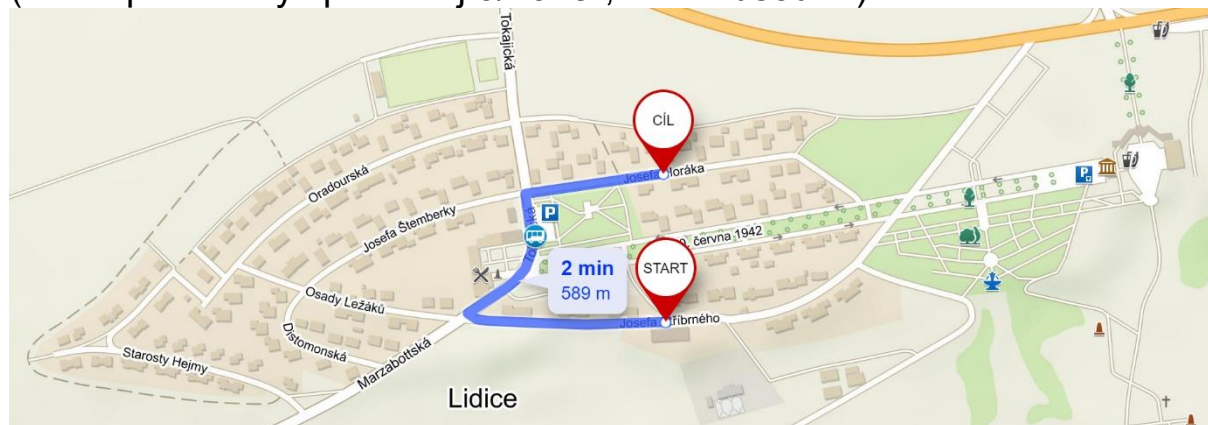 Tokajická
CÍL
Josefa Horáka
Oradourská
P
P
Josefa Štemberky
června 1942
2 min
589 m
START
Osady Ležáků
Josefa
Distomonská
Starosty Hejmy
Marzabottská
Lidice